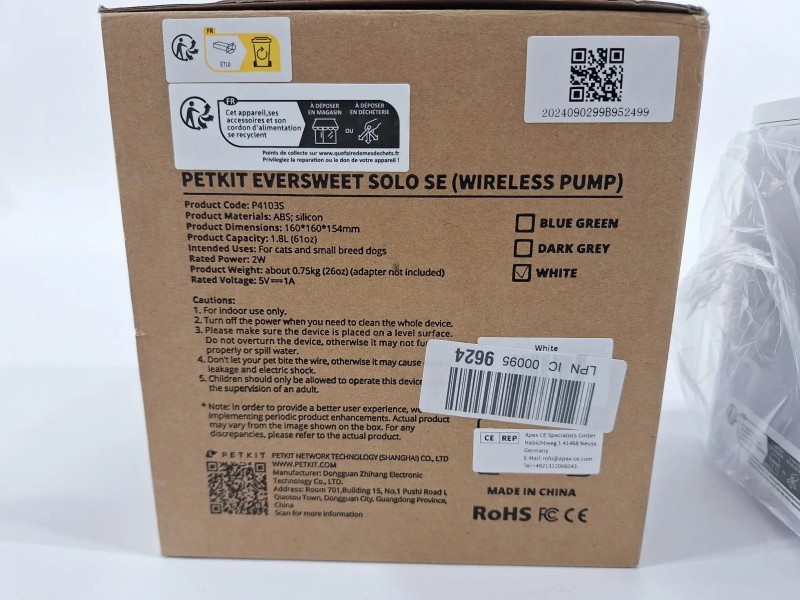 FR
ÉTUI
2024090299B952499
FR
Cet appareil,ses
accessoires et son
cordon d'alimentation
se recyclent
À DÉPOSER
EN MAGASIN
OU
À DÉPOSER
EN DÉCHÈTERIE
Points de collecte sur www.quefairedemesdechets.fr
Privilégiez la réparation ou le don de votre appareil !
PETKIT EVERSWEET SOLO SE (WIRELESS PUMP)
Product Code: P4103S
Product Materials: ABS; silicon
Product Dimensions: 160*160*154mm
Product Capacity: 1.8L (61oz)
Intended Uses: For cats and small breed dogs
Rated Power: 2W
Product Weight: about 0.75kg (26oz) (adapter not included)
Rated Voltage: 5V⎓1A
BLUE GREEN
DARK GREY
WHITE
Cautions:
1. For indoor use only.
2. Turn off the power when you need to clean the whole device.
3. Please make sure the device is placed on a level surface.
Do not overturn the device, otherwise it may not fu
properly or spill water.
4. Don't let your pet bite the wire, otherwise it may cause
leakage and electric shock.
5. Children should only be allowed to operate this devic
the supervision of an adult.
* Note: in order to provide a better user experience, w
implementing periodic product enhancements. Actual product
may vary from the image shown on the box. For any
discrepancies, please refer to the actual product.
White
LPN IC 00095 9624
CE REP
Apex CE Specialists GmbH
Habichtweg 1 41468 Neuss
Germany
E-Mail: info@apex-ce.com
Tel:+4921312066043
PETKIT
PETKIT NETWORK TECHNOLOGY (SHANGHAI) CO., LTD
WWW.PETKIT.COM
Manufacturer: Dongguan Zhihang Electronic
Technology Co., LTD.
Address: Room 701,Building 15, No.1 Pushi Road I,
Qiaotou Town, Dongguan City, Guangdong Province,
China
Scan for more information
MADE IN CHINA
RoHS FC CE